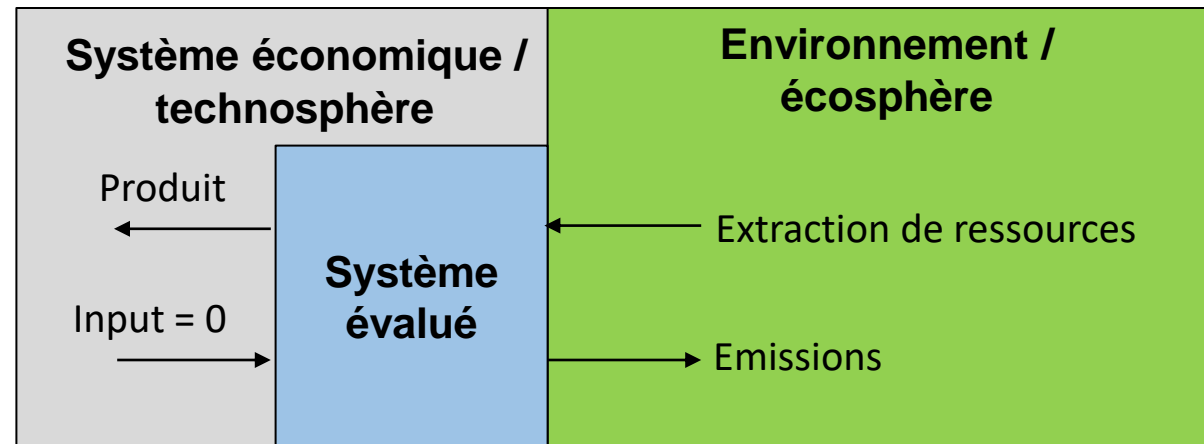 Système économique /
technosphère
Environnement /
écosphère
Produit
Input = 0
Système
évalué
Extraction de ressources
Emissions